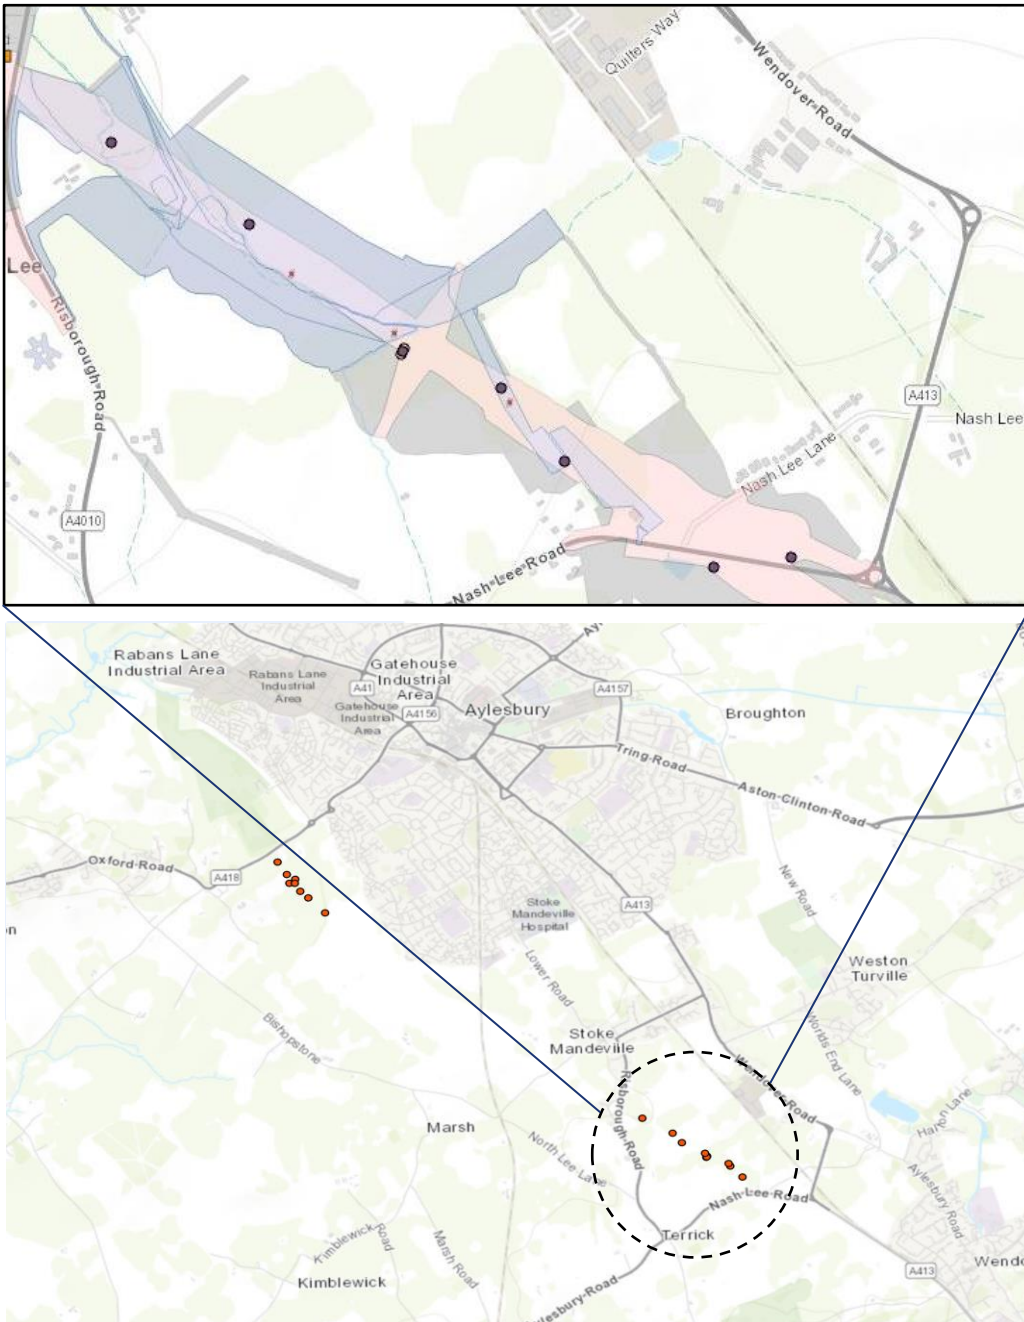 Quilters Way
Wendover Road
Lee
Risborough Road
A413
Nash Lee
Nash Lee Lane
A4010
Nash Lee Road
Rabans Lane
Industrial Area
Rabans Lane
Industrial
Area
Gatehouse
Industrial
Area
Gatehouse
Industrial
Area
A41
A4156
A4157
Aylesbury
Broughton
Tring Road
Aston Clinton Road
Oxford Road
A418
New Road
Stoke
Mandeville
Hospital
A413
Lower Road
Weston
Turville
Bishopstone
Stoke
Mandeville
Worlds End Lane
Wendover Road
Risborough Road
Marsh
North Lee Lane
Halton Lane
Aylesbury Road
Nash Lee Road
Terrick
Kimblewick
Road
Marsh Road
Kimblewick
A413
Wendo
lesbury Road